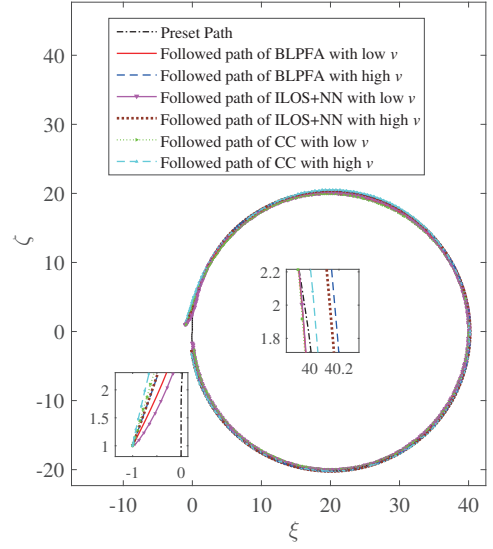 40
30
20
10
0
-10
-20
ζ
Preset Path
Followed path of BLPFA with low v
Followed path of BLPFA with high v
Followed path of ILOS+NN with low v
Followed path of ILOS+NN with high v
Followed path of CC with low v
Followed path of CC with high v
2.2
2
1.8
40 40.2
2
1.5
1
-1 0
-10 0 10 20 30 40
ξ